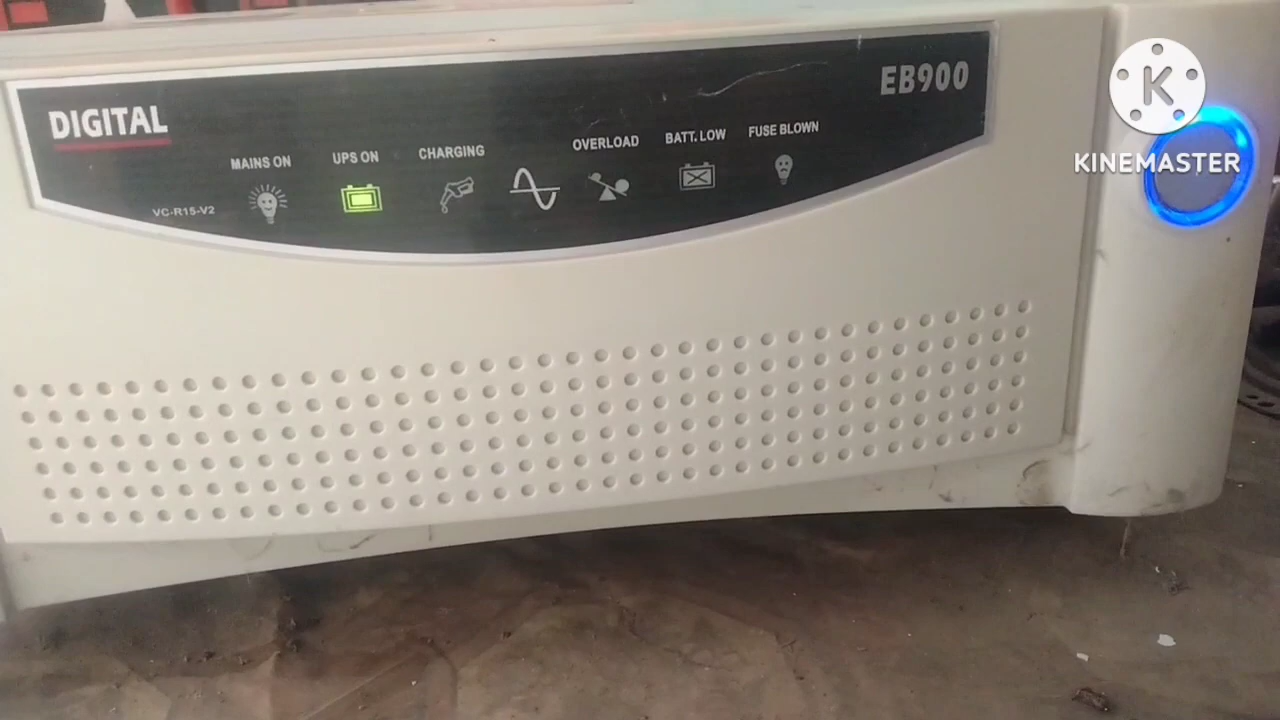 DIGITAL
EB900
MAINS ON
UPS ON
CHARGING
OVERLOAD
BATT. LOW
FUSE BLOWN
VC-R15-V2
K
KINEMASTER